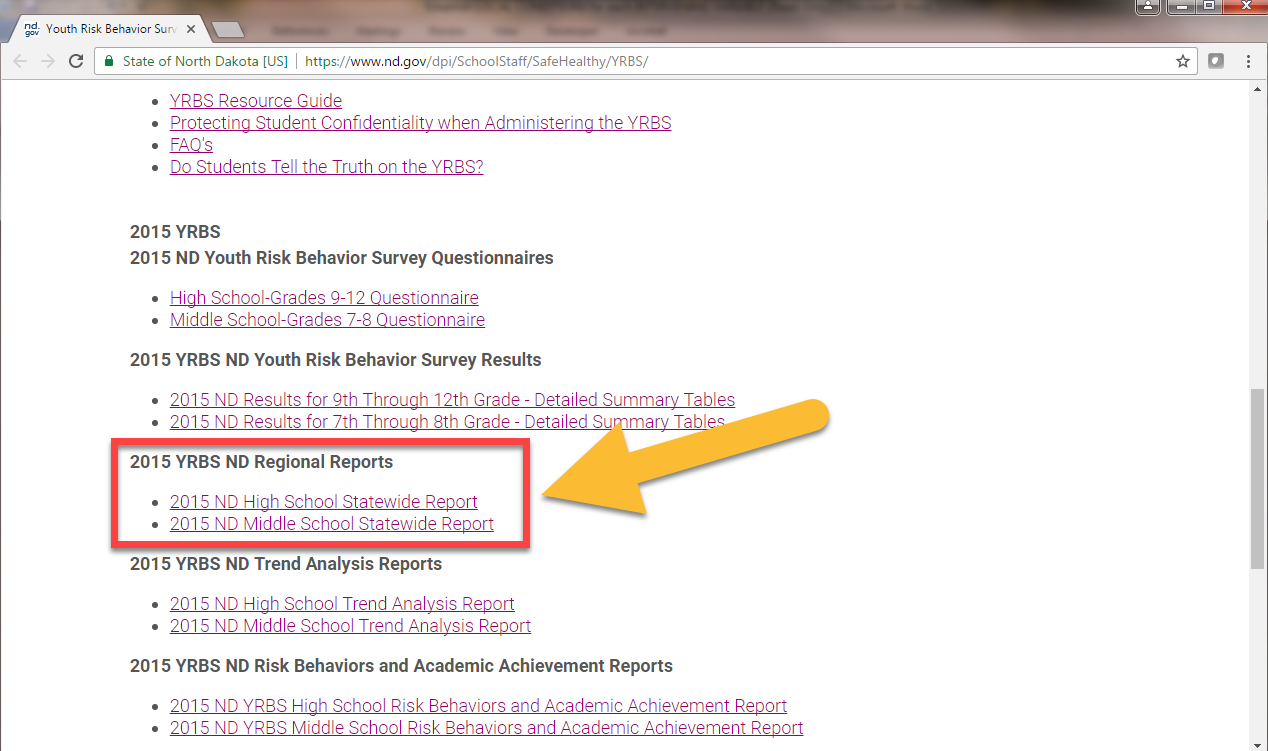 nd.
gov
Youth Risk Behavior Surv
State of North Dakota [US]
https://www.nd.gov/dpi/SchoolStaff/SafeHealthy/YRBS/
YRBS Resource Guide
Protecting Student Confidentiality when Administering the YRBS
FAQ's
Do Students Tell the Truth on the YRBS?
2015 YRBS
2015 ND Youth Risk Behavior Survey Questionnaires
High School-Grades 9-12 Questionnaire
Middle School-Grades 7-8 Questionnaire
2015 YRBS ND Youth Risk Behavior Survey Results
2015 ND Results for 9th Through 12th Grade - Detailed Summary Tables
2015 ND Results for 7th Through 8th Grade - Detailed Summary Tables
2015 YRBS ND Regional Reports
2015 ND High School Statewide Report
2015 ND Middle School Statewide Report
2015 YRBS ND Trend Analysis Reports
2015 ND High School Trend Analysis Report
2015 ND Middle School Trend Analysis Report
2015 YRBS ND Risk Behaviors and Academic Achievement Reports
2015 ND YRBS High School Risk Behaviors and Academic Achievement Report
2015 ND YRBS Middle School Risk Behaviors and Academic Achievement Report